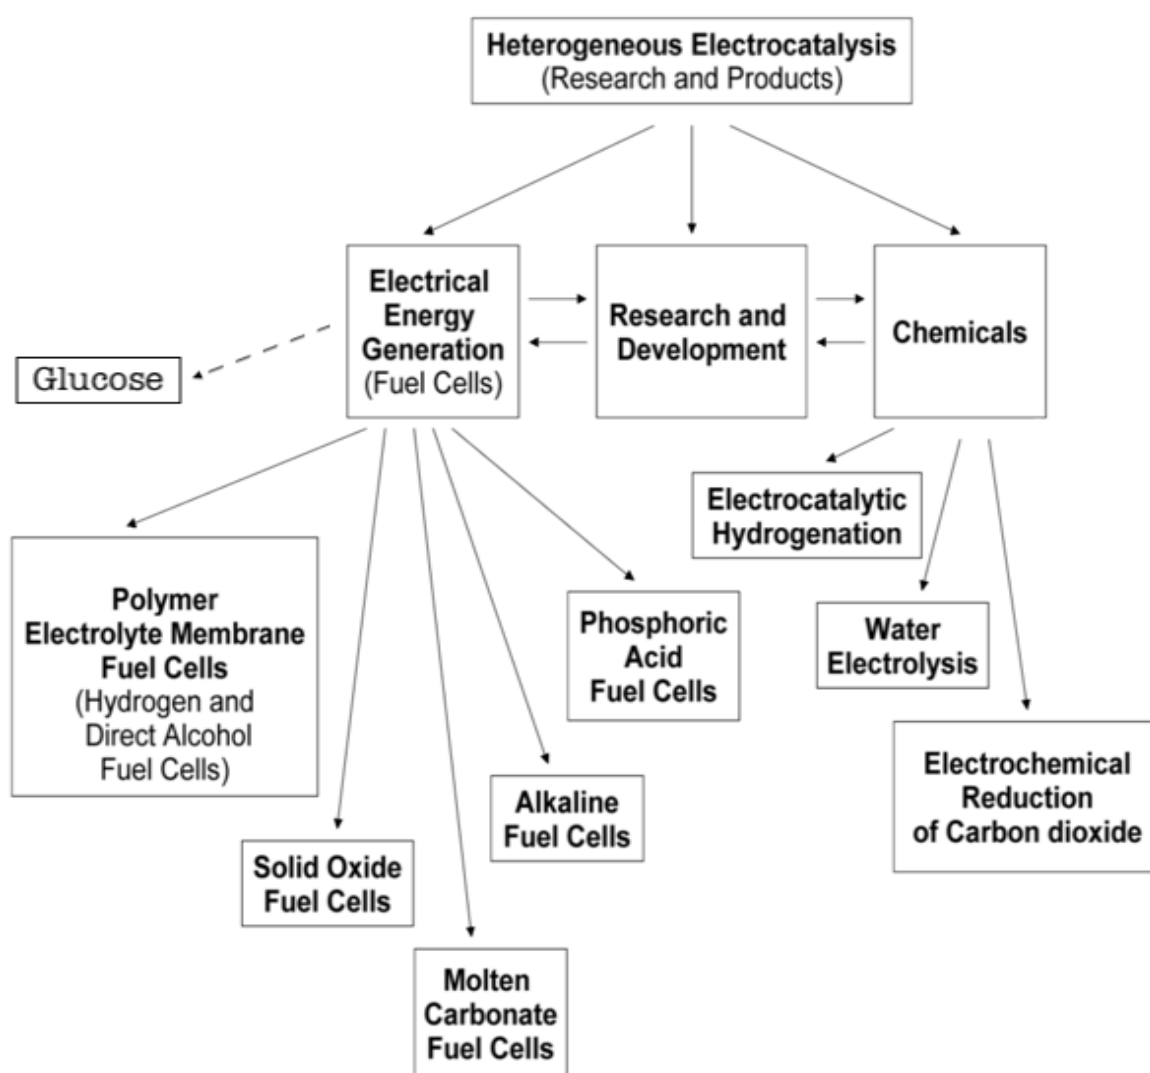 Heterogeneous Electrocatalysis
(Research and Products)
Electrical
Energy
Generation
(Fuel Cells)
Research and
Development
Chemicals
Glucose
Electrocatalytic
Hydrogenation
Polymer
Electrolyte Membrane
Fuel Cells
(Hydrogen and
Direct Alcohol
Fuel Cells)
Phosphoric
Acid
Fuel Cells
Water
Electrolysis
Alkaline
Fuel Cells
Electrochemical
Reduction
of Carbon dioxide
Solid Oxide
Fuel Cells
Molten
Carbonate
Fuel Cells